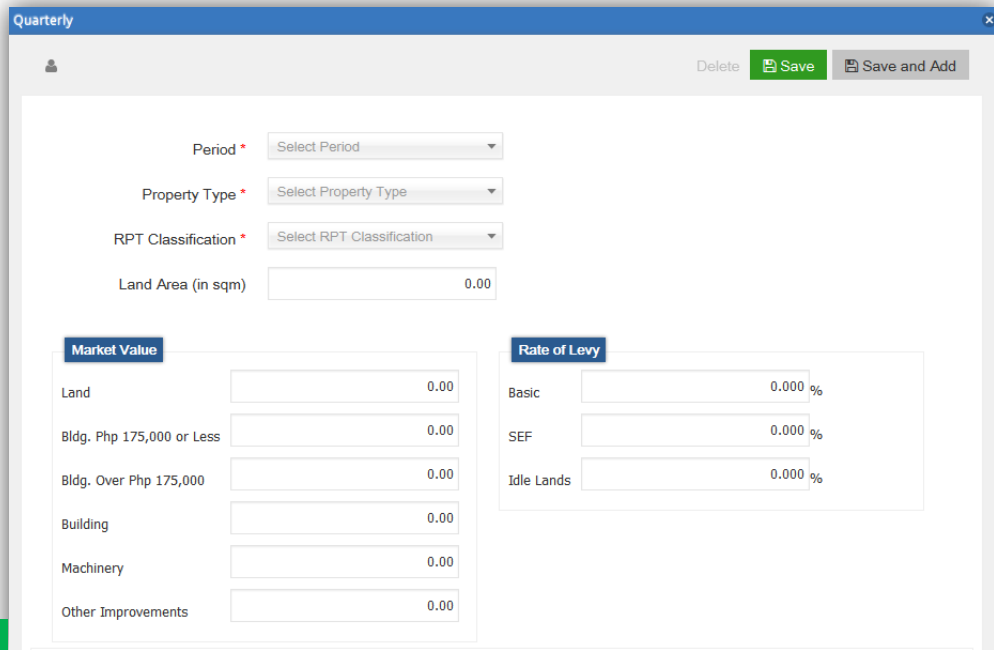 Quarterly
Delete Save Save and Add
Period * Select Period
Property Type * Select Property Type
RPT Classification * Select RPT Classification
Land Area (in sqm) 0.00
Market Value
Land 0.00
Bldg. Php 175,000 or Less 0.00
Bldg. Over Php 175,000 0.00
Building 0.00
Machinery 0.00
Other Improvements 0.00
Rate of Levy
Basic 0.000 %
SEF 0.000 %
Idle Lands 0.000 %